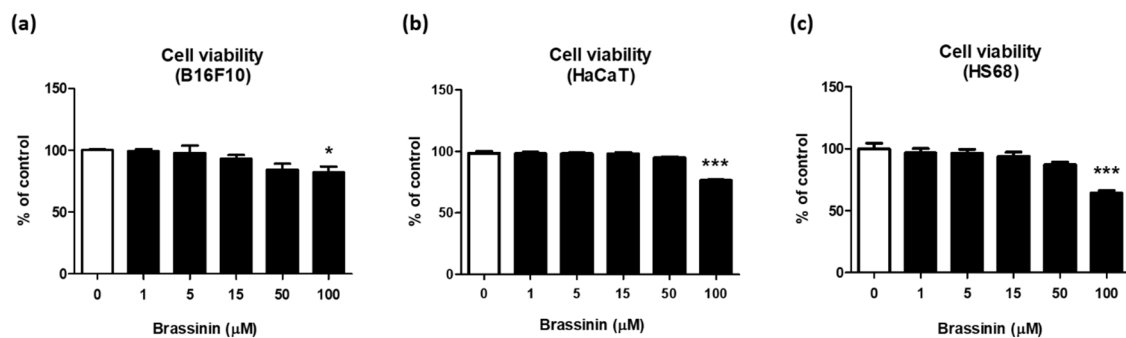 (a)
Cell viability
(B16F10)
% of control
150
100
50
0
*
0 1 5 15 50 100
Brassinin (μM)
(b)
Cell viability
(HaCaT)
% of control
150
100
50
0
***
0 1 5 15 50 100
Brassinin (μM)
(c)
Cell viability
(HS68)
% of control
150
100
50
0
***
0 1 5 15 50 100
Brassinin (μM)